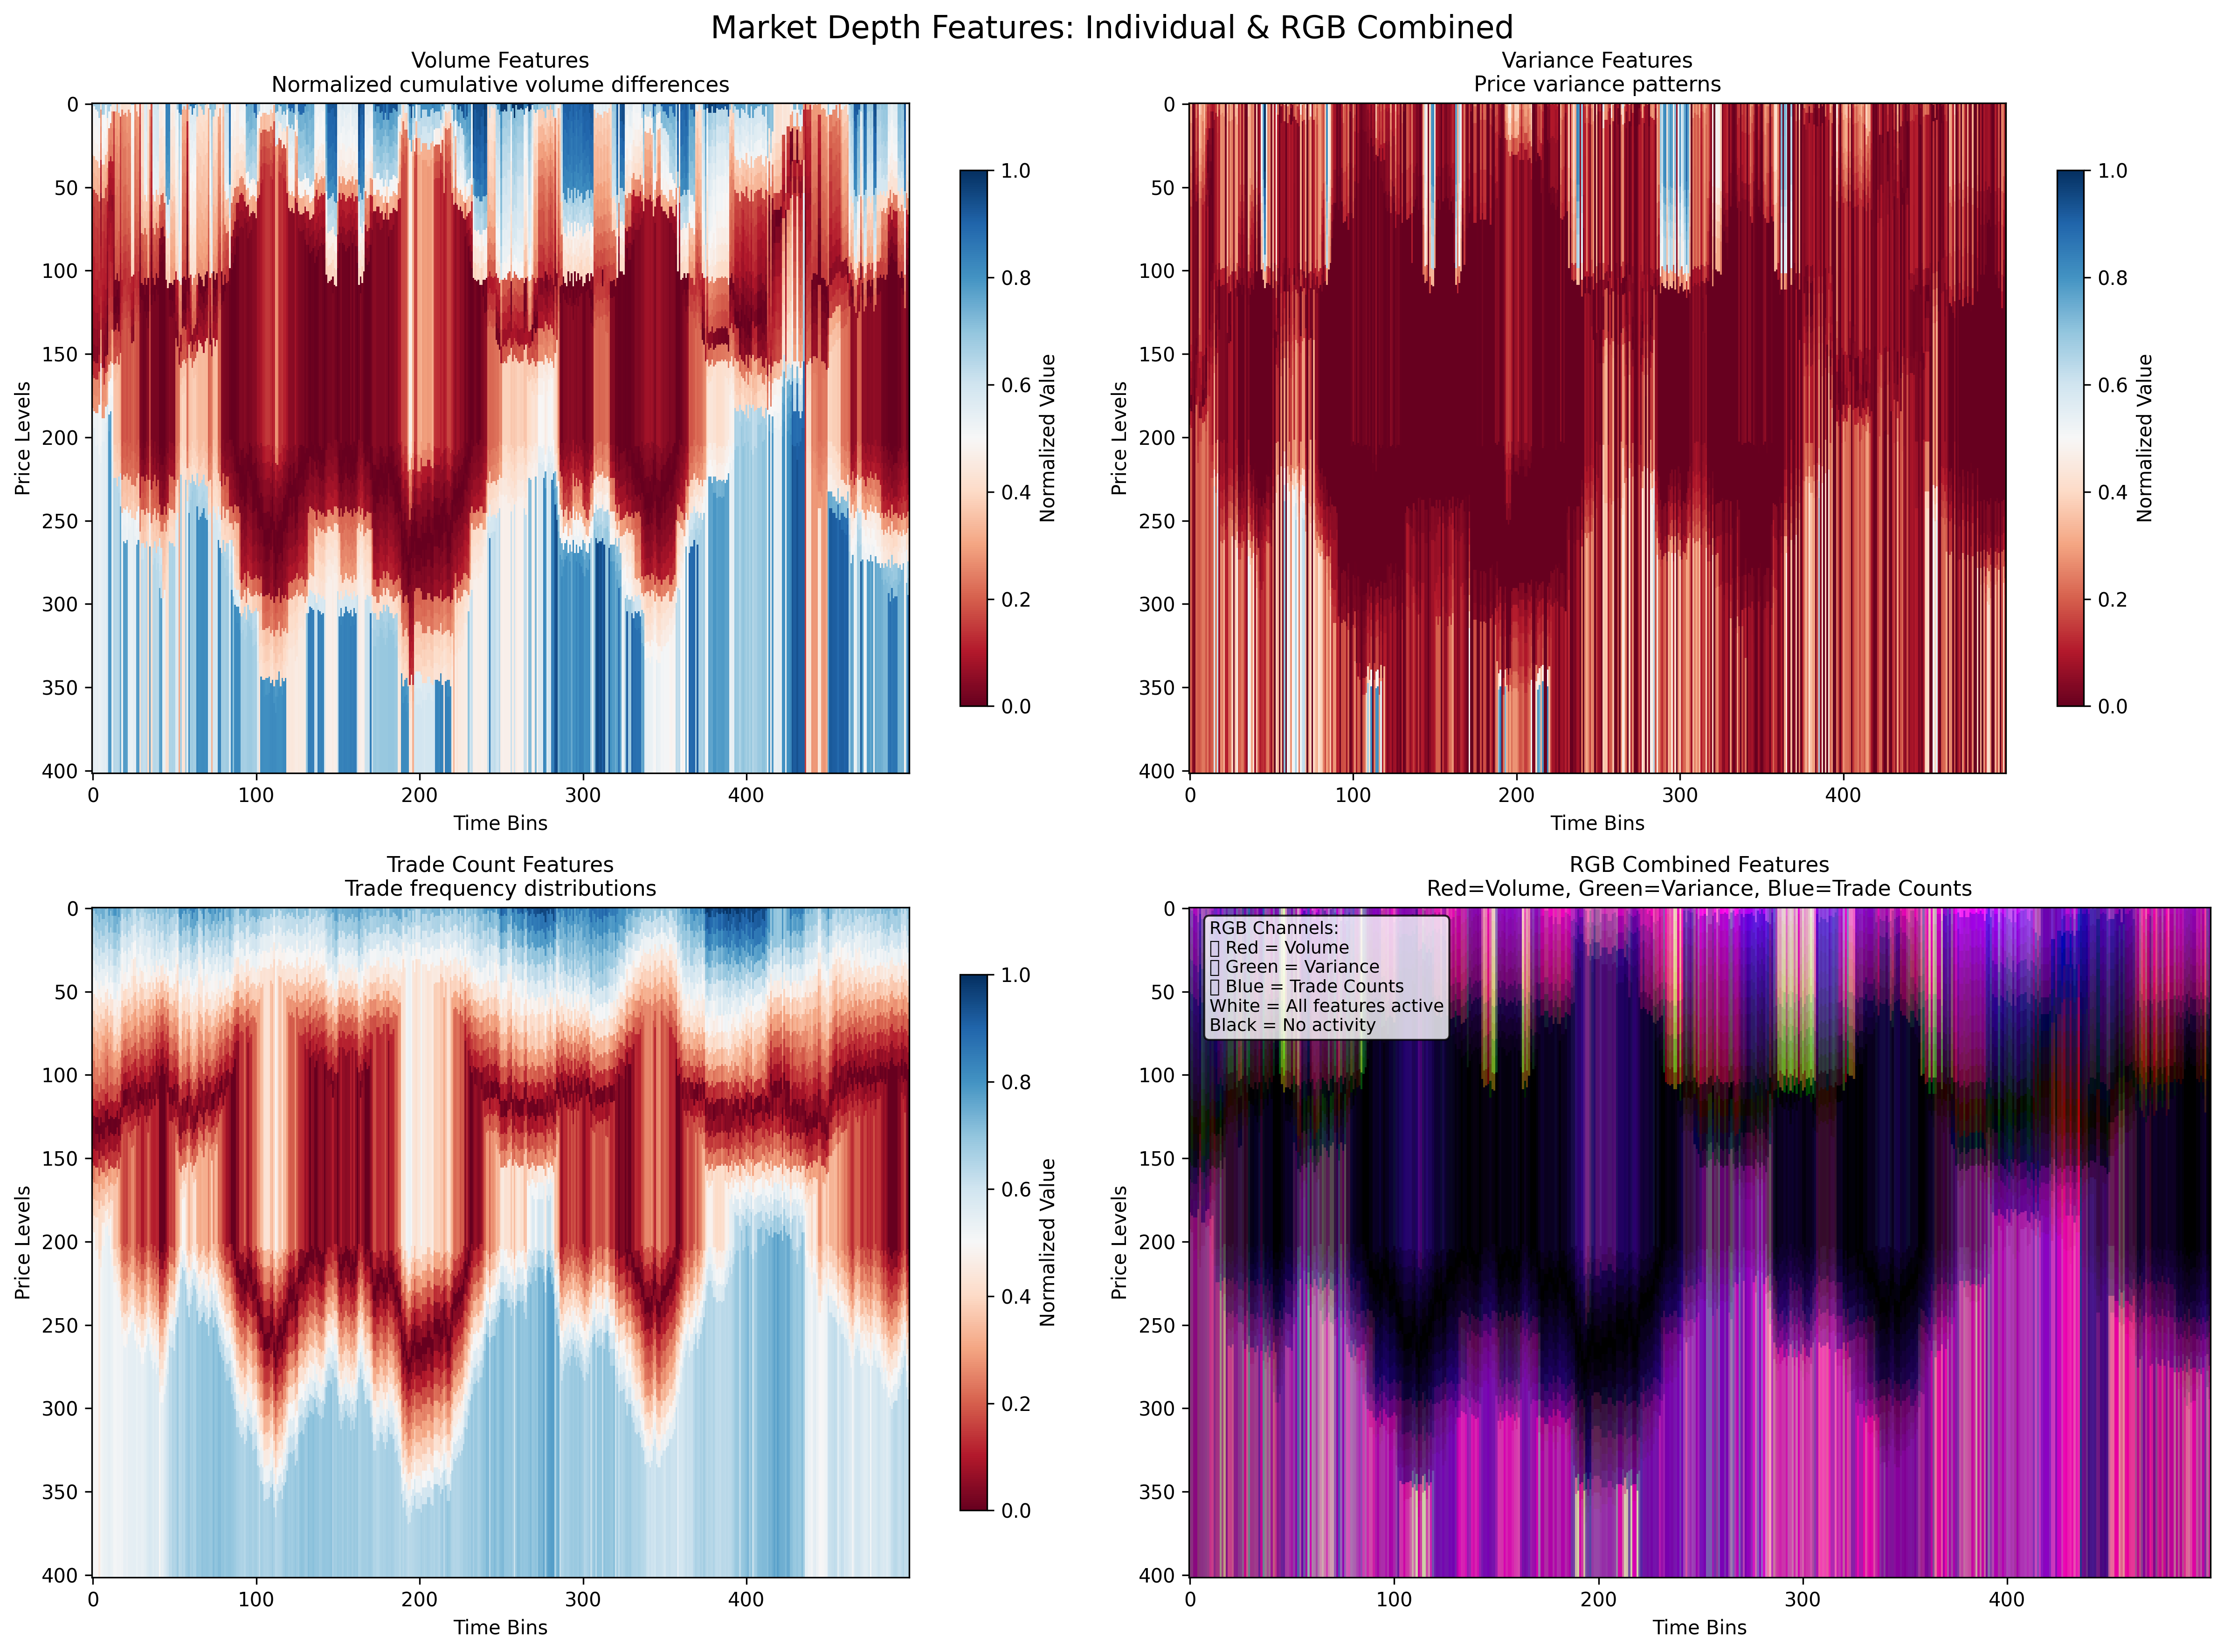 Market Depth Features: Individual & RGB Combined
Volume Features
Normalized cumulative volume differences
0
50
100
150
200
250
300
350
400
Price Levels
0
100
200
300
400
Time Bins
1.0
0.8
0.6
0.4
0.2
0.0
Normalized Value
Variance Features
Price variance patterns
0
50
100
150
200
250
300
350
400
Price Levels
0
100
200
300
400
Time Bins
1.0
0.8
0.6
0.4
0.2
0.0
Normalized Value
Trade Count Features
Trade frequency distributions
0
50
100
150
200
250
300
350
400
Price Levels
0
100
200
300
400
Time Bins
1.0
0.8
0.6
0.4
0.2
0.0
Normalized Value
RGB Combined Features
Red=Volume, Green=Variance, Blue=Trade Counts
RGB Channels:
▯ Red = Volume
▯ Green = Variance
▯ Blue = Trade Counts
White = All features active
Black = No activity
0
50
100
150
200
250
300
350
400
Price Levels
0
100
200
300
400
Time Bins